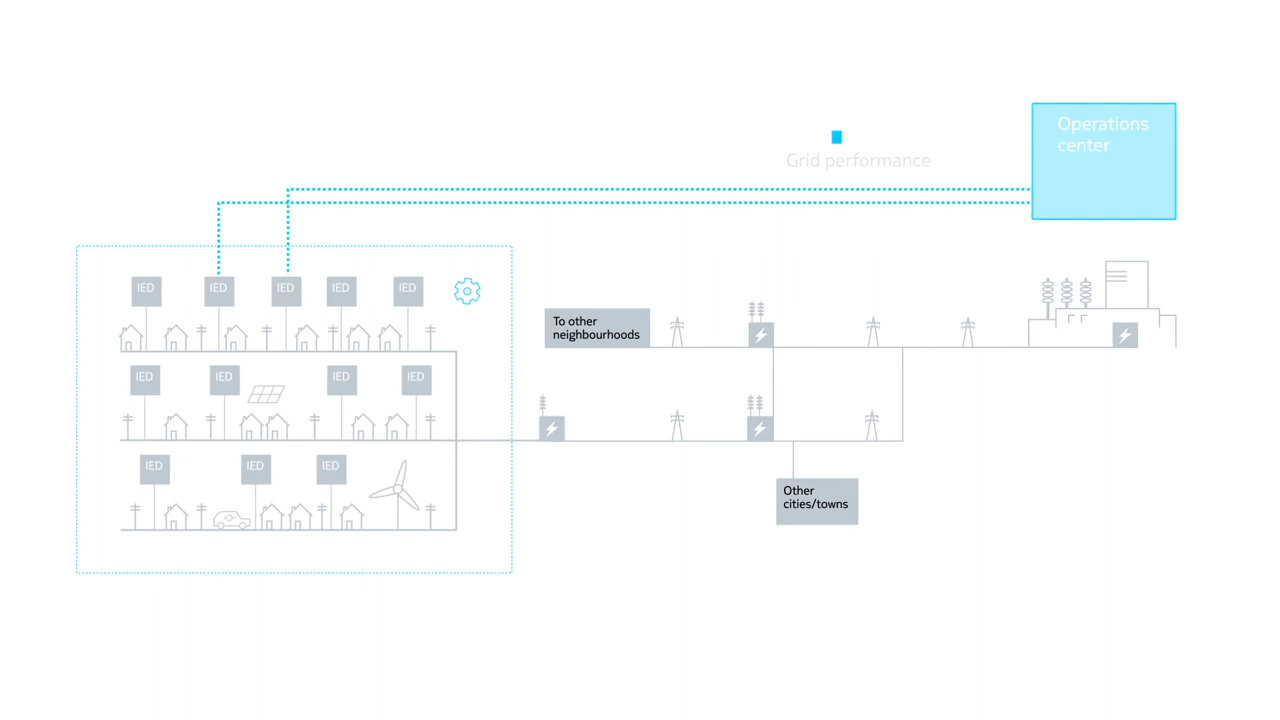 Operations
center
Grid performance
IED
IED
IED
IED
IED
To other
neighbourhoods
IED
IED
IED
IED
IED
IED
IED
Other
cities/towns